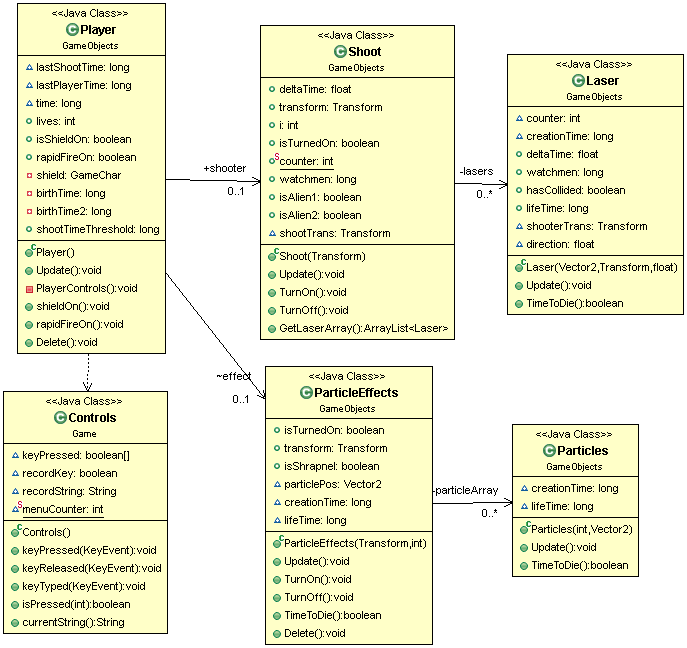 <<Java Class>>
Player
GameObjects
lastShootTime: long
lastPlayerTime: long
time: long
lives: int
isShieldOn: boolean
rapidFireOn: boolean
shield: GameChar
birthTime: long
birthTime2: long
shootTimeThreshold: long
Player()
Update():void
PlayerControls():void
shieldOn():void
rapidFireOn():void
Delete():void
+shooter
0..1
<<Java Class>>
Shoot
GameObjects
deltaTime: float
transform: Transform
i: int
isTurnedOn: boolean
counter: int
watchmen: long
isAlien1: boolean
isAlien2: boolean
shootTrans: Transform
Shoot(Transform)
Update():void
TurnOn():void
TurnOff():void
GetLaserArray():ArrayList<Laser>
-lasers
0..*
<<Java Class>>
Laser
GameObjects
counter: int
creationTime: long
deltaTime: float
watchmen: long
hasCollided: boolean
lifeTime: long
shooterTrans: Transform
direction: float
Laser(Vector2,Transform,float)
Update():void
TimeToDie():boolean
~effect
0..1
<<Java Class>>
Controls
Game
keyPressed: boolean[]
recordKey: boolean
recordString: String
menuCounter: int
Controls()
keyPressed(KeyEvent):void
keyReleased(KeyEvent):void
keyTyped(KeyEvent):void
isPressed(int):boolean
currentString():String
<<Java Class>>
ParticleEffects
GameObjects
isTurnedOn: boolean
transform: Transform
isShrapnel: boolean
particlePos: Vector2
creationTime: long
lifeTime: long
ParticleEffects(Transform,int)
Update():void
TurnOn():void
TurnOff():void
TimeToDie():boolean
Delete():void
-particleArray
0..*
<<Java Class>>
Particles
GameObjects
creationTime: long
lifeTime: long
Particles(int,Vector2)
Update():void
TimeToDie():boolean